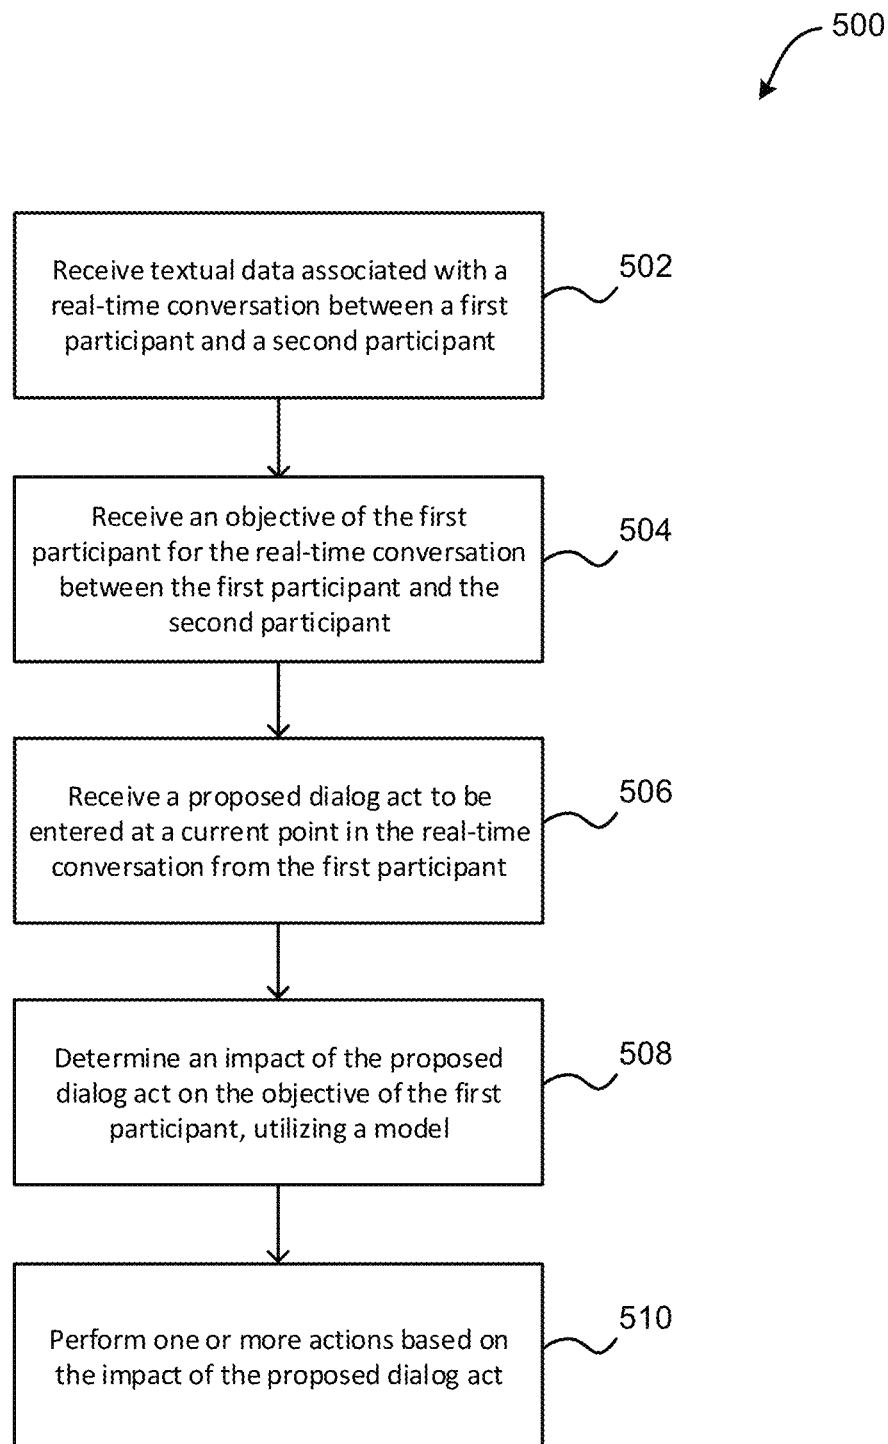 500
Receive textual data associated with a
real-time conversation between a first
participant and a second participant
502
Receive an objective of the first
participant for the real-time conversation
between the first participant and the
second participant
504
Receive a proposed dialog act to be
entered at a current point in the real-time
conversation from the first participant
506
Determine an impact of the proposed
dialog act on the objective of the first
participant, utilizing a model
508
Perform one or more actions based on
the impact of the proposed dialog act
510